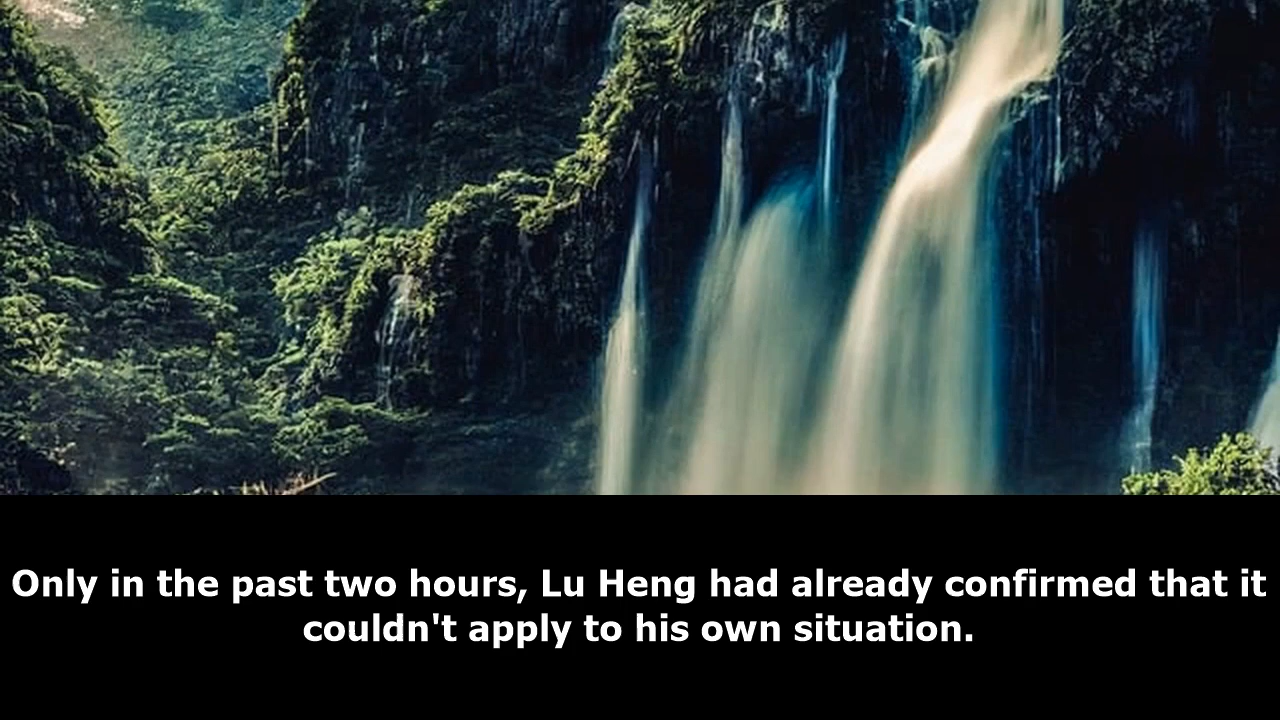 Only in the past two hours, Lu Heng had already confirmed that it
couldn't apply to his own situation.